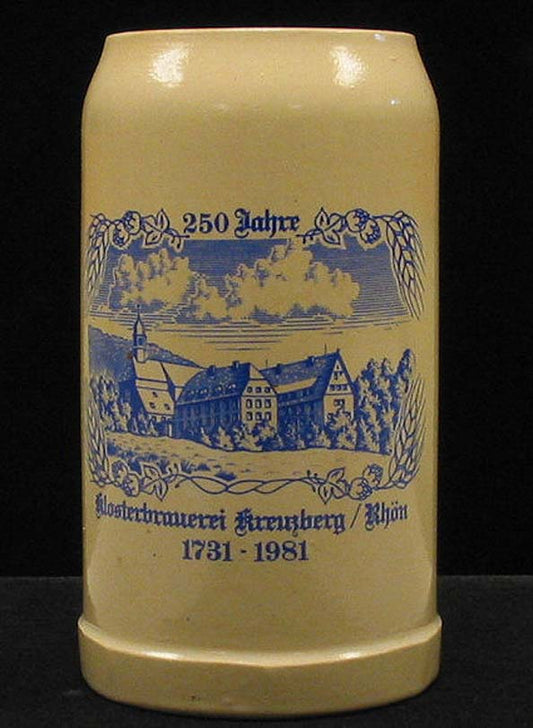 250 Jahre
Klosterbrauerei Kreuzberg / Rhön
1731 - 1981